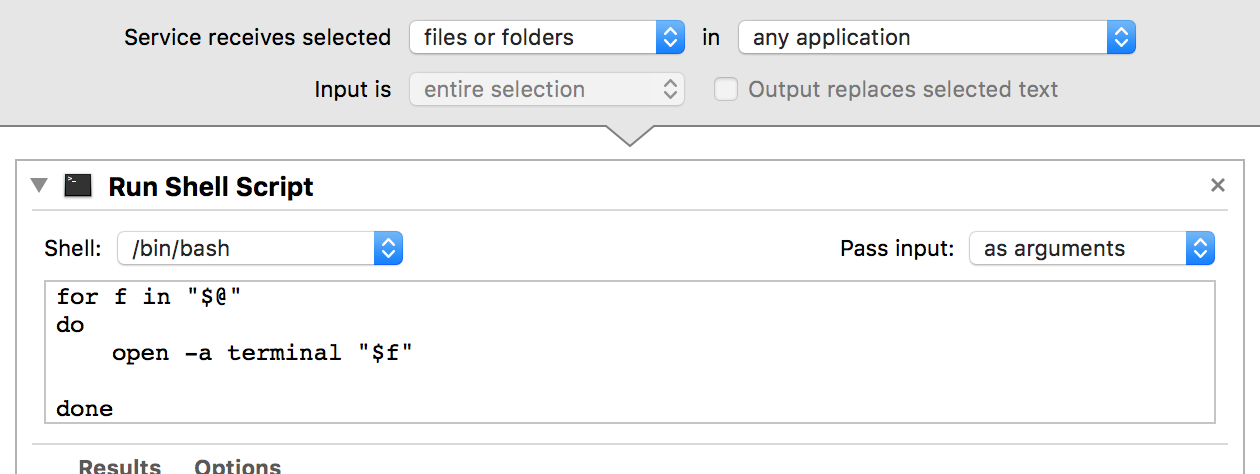 Service receives selected files or folders in any application
Input is entire selection Output replaces selected text
Run Shell Script
Shell: /bin/bash Pass input: as arguments
for f in "$@"
do
open -a terminal "$f"
done
Results Options